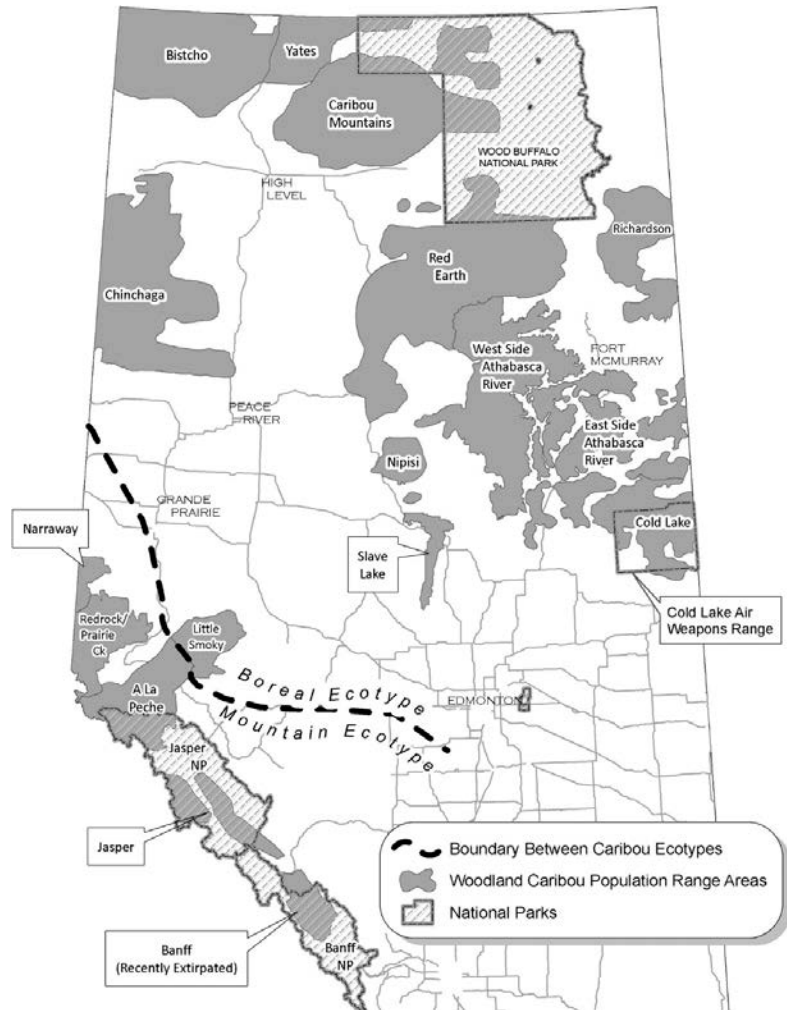 Bistcho
Yates
Caribou
Mountains
WOOD BUFFALO
NATIONAL PARK
HIGH
LEVEL
Richardson
Red
Earth
Chinchaga
West Side
Athabasca
River
FORT
MCMURRAY
PEACE
RIVER
East Side
Athabasca
River
Nipisi
GRANDE
PRAIRIE
Narraway
Cold Lake
Slave
Lake
Cold Lake Air
Weapons Range
Redrock/
Prairie
Ck
Little
Smoky
A La
Peche
Boreal Ecotype
Mountain Ecotype
EDMONTON
Jasper
NP
Jasper
Banff
(Recently Extirpated)
Banff
NP
Boundary Between Caribou Ecotypes
Woodland Caribou Population Range Areas
National Parks